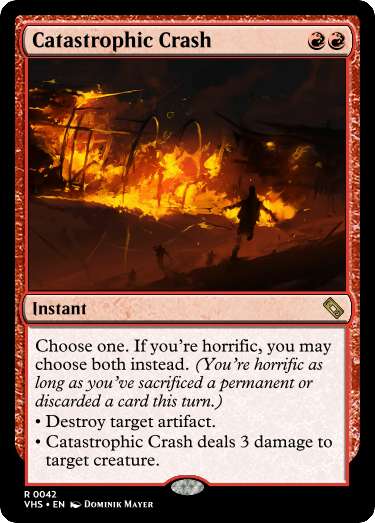 Catastrophic Crash
Instant
Choose one. If you're horrific, you may
choose both instead. (You're horrific as
long as you've sacrificed a permanent or
discarded a card this turn.)
• Destroy target artifact.
• Catastrophic Crash deals 3 damage to
target creature.
R 0042
VHS • EN Dominik Mayer